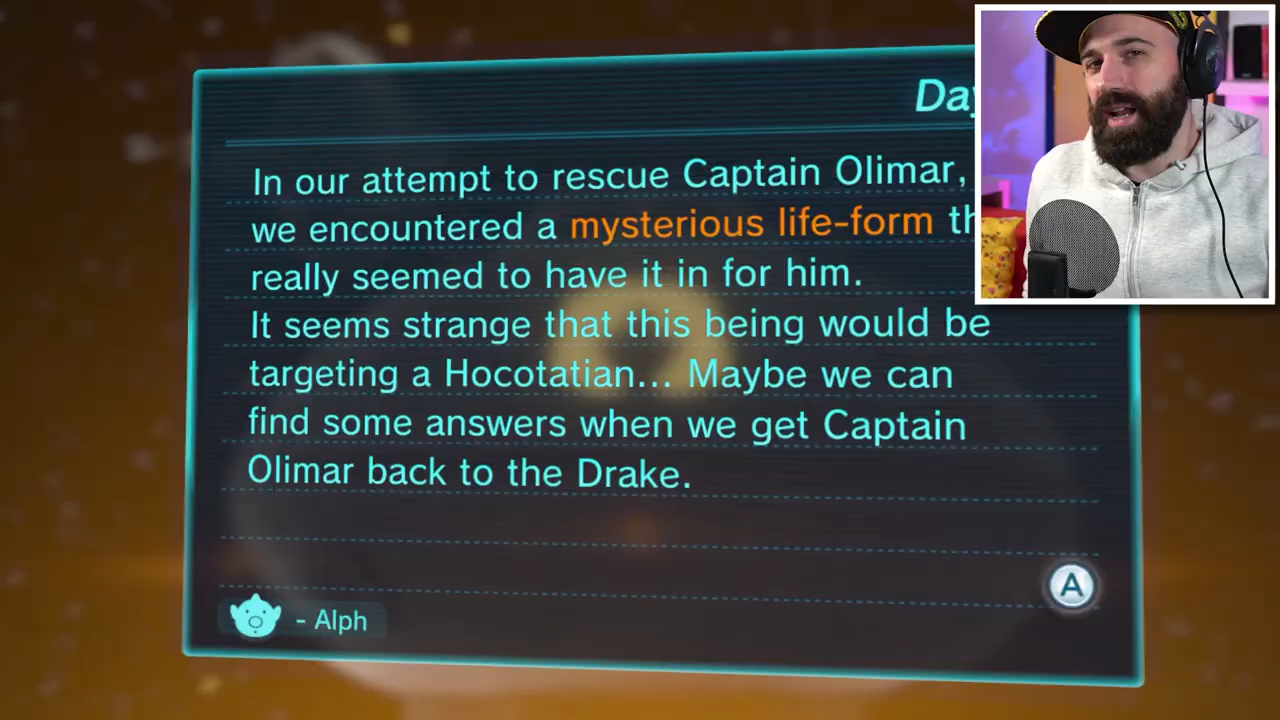 In our attempt to rescue Captain Olimar,
we encountered a mysterious life-form
really seemed to have it in for him.
It seems strange that this being would be
targeting a Hocotatian... Maybe we can
find some answers when we get Captain
Olimar back to the Drake.
A
- Alph